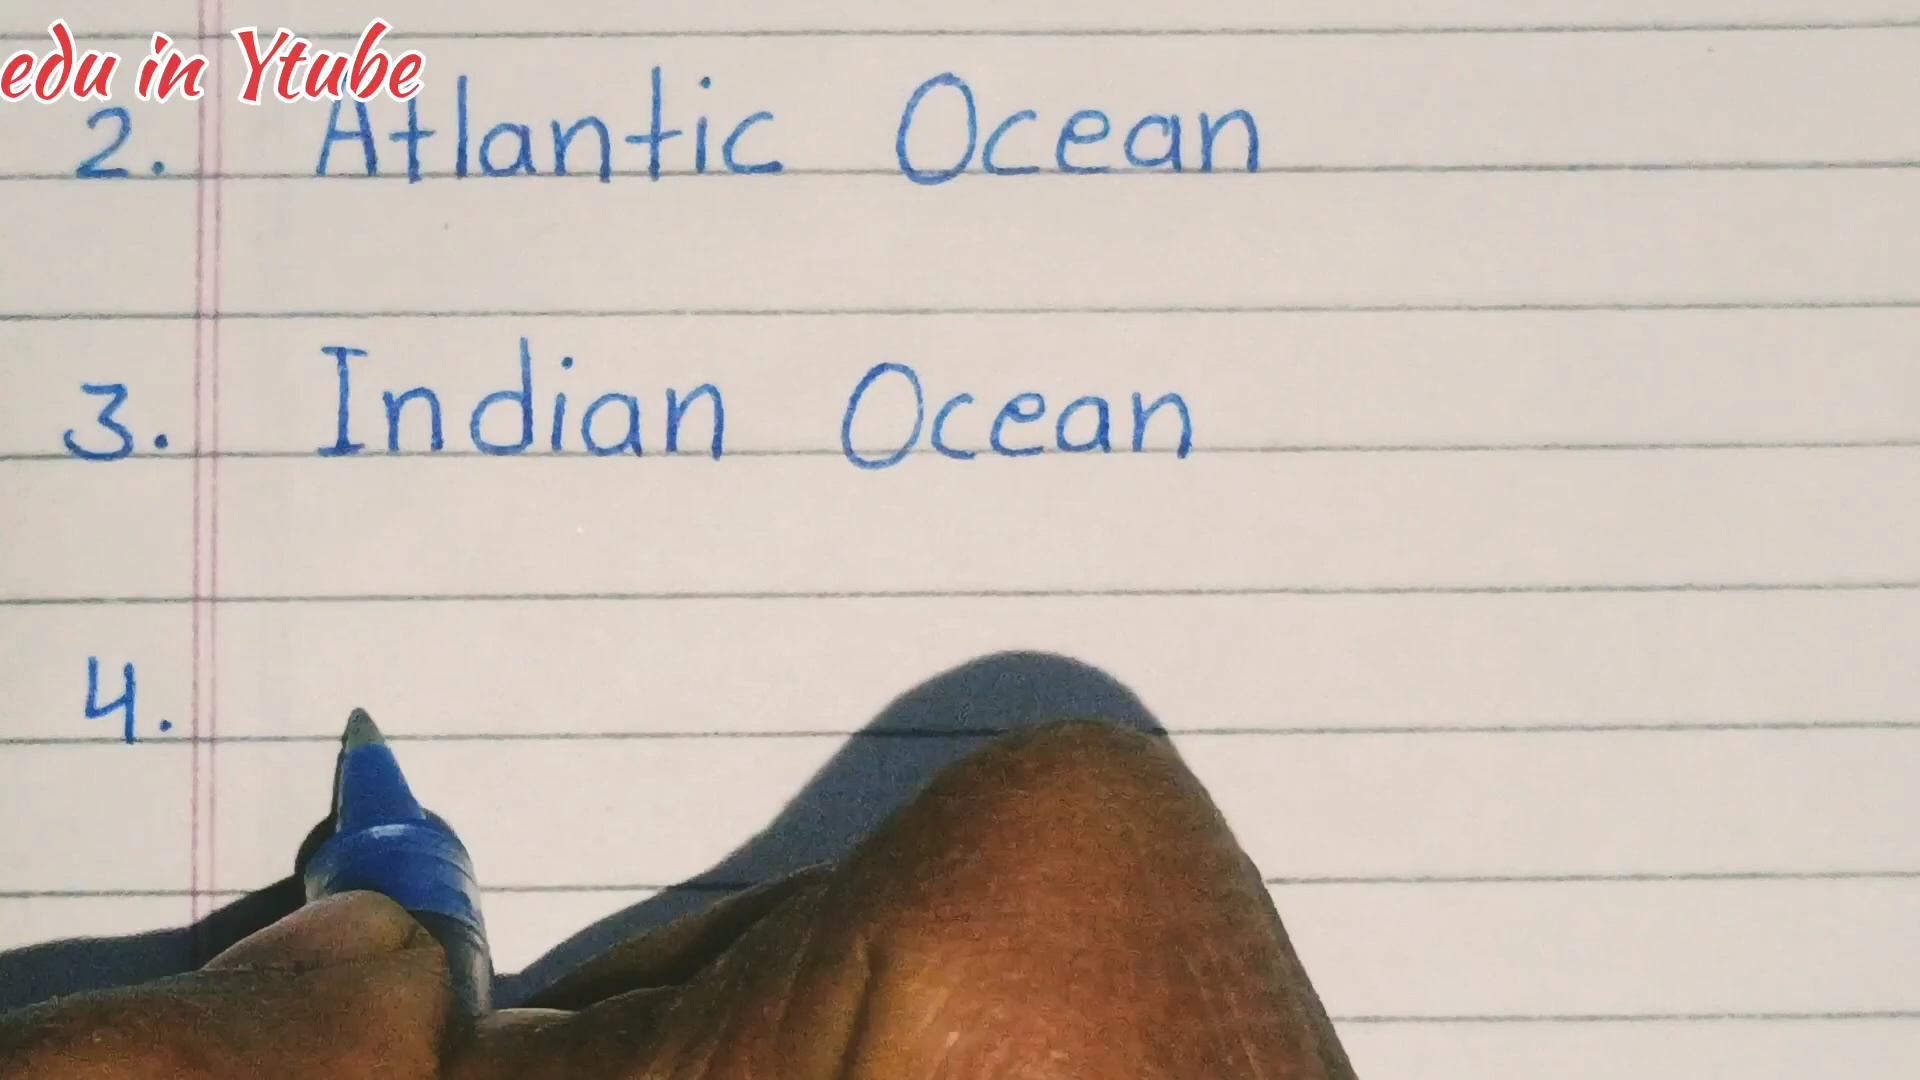 edu in Ytube
2. Atlantic Ocean
3. Indian Ocean
4.